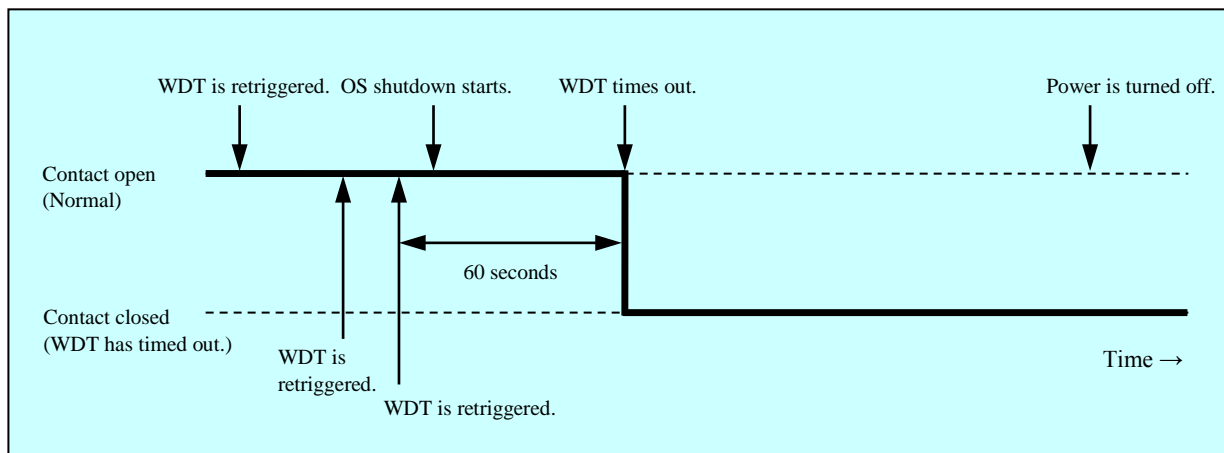 WDT is retriggered.
OS shutdown starts.
WDT times out.
Power is turned off.
Contact open
(Normal)
60 seconds
Contact closed
(WDT has timed out.)
WDT is
retriggered.
WDT is retriggered.
Time →